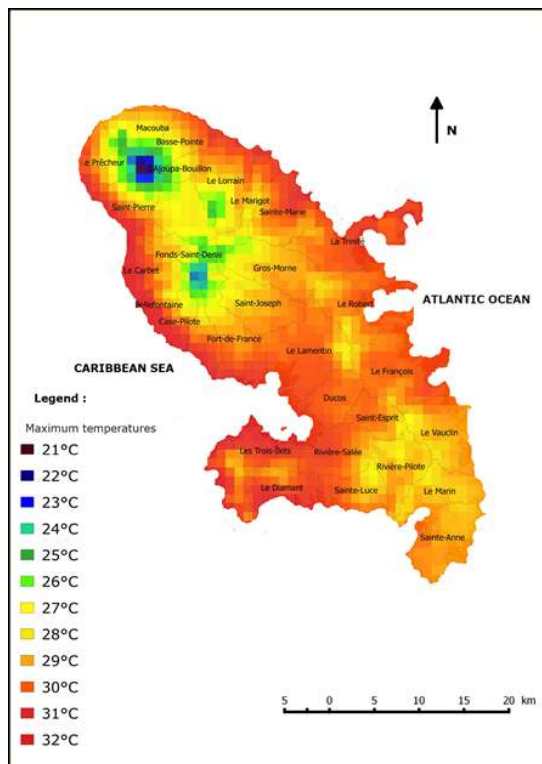 N
Macouba
Basse-Pointe
Le Prêcheur
Ajoupa-Bouillon
Le Lorrain
Le Marigot
Saint-Pierre
Sainte-Marie
La Trinité
Fonds-Saint-Denis
Le Carbet
Gros-Morne
Bellefontaine
Saint-Joseph
Le Robert
ATLANTIC OCEAN
Case-Pilote
Fort-de-France
Le Lamentin
CARIBBEAN SEA
Le François
Legend :
Ducos
Saint-Esprit
Maximum temperatures
Le Vauclin
21°C
Les Trois-Îlets
Rivière-Salée
22°C
Rivière-Pilote
23°C
Le Diamant
Sainte-Luce
Le Marin
24°C
25°C
Sainte-Anne
26°C
27°C
28°C
29°C
30°C
31°C
32°C
5 0 5 10 15 20 km